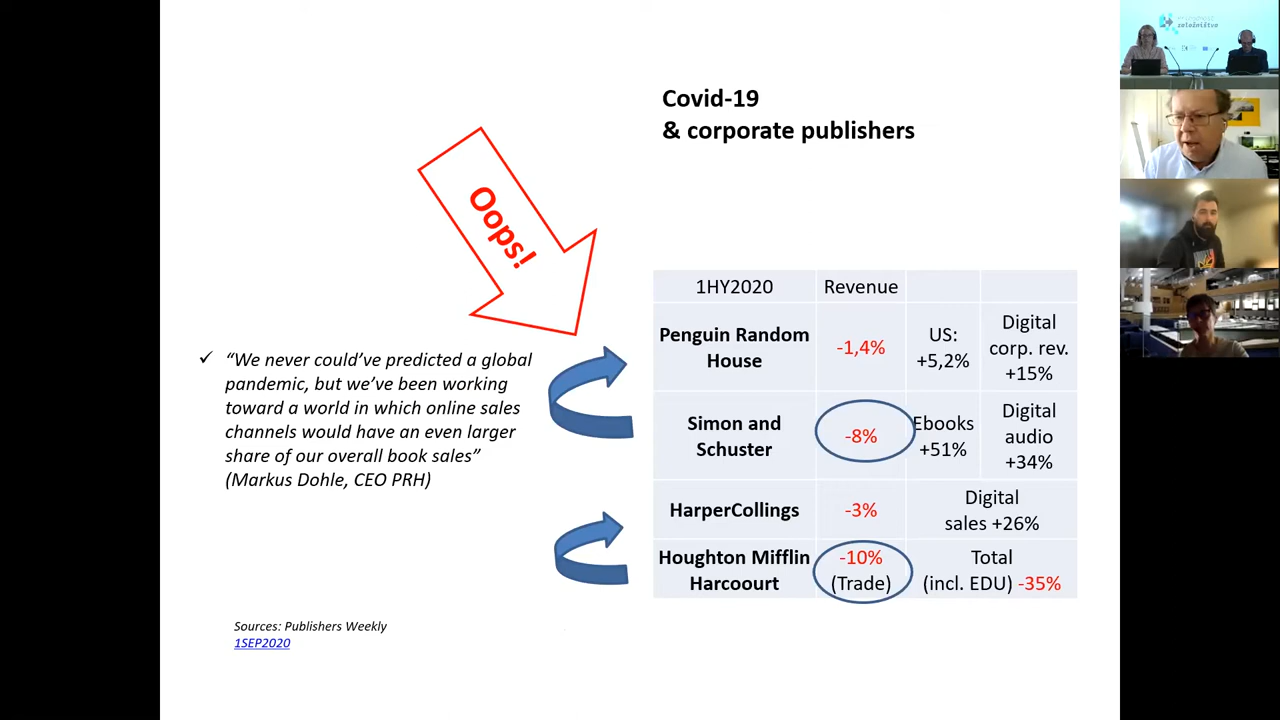 Covid-19
& corporate publishers
Oops!
✓ “We never could’ve predicted a global
pandemic, but we’ve been working
toward a world in which online sales
channels would have an even larger
share of our overall book sales”
(Markus Dohle, CEO PRH)
1HY2020 Revenue
Penguin Random
House
-1,4%
US:
+5,2%
Digital
corp. rev.
+15%
Simon and
Schuster
-8%
Ebooks
+51%
Digital
audio
+34%
HarperCollings
-3%
Digital
sales +26%
Houghton Mifflin
Harcourt
-10%
(Trade)
Total
(incl. EDU) -35%
Sources: Publishers Weekly
1SEP2020
založništva